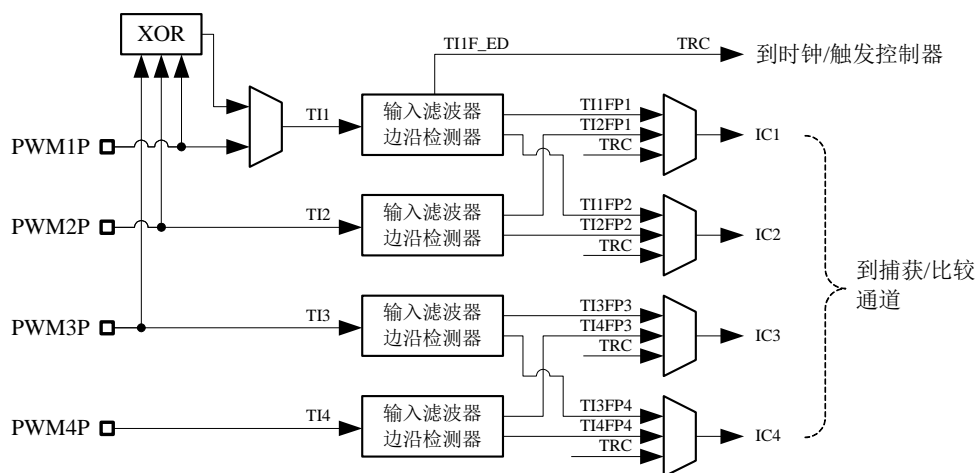 XOR
TI1F_ED
TRC
到时钟/触发控制器
PWM1P
TI1
输入滤波器
边沿检测器
TI1FP1
TI2FP1
TRC
IC1
PWM2P
TI2
输入滤波器
边沿检测器
TI1FP2
TI2FP2
TRC
IC2
到捕获/比较
通道
PWM3P
TI3
输入滤波器
边沿检测器
TI3FP3
TI4FP3
TRC
IC3
PWM4P
TI4
输入滤波器
边沿检测器
TI3FP4
TI4FP4
TRC
IC4